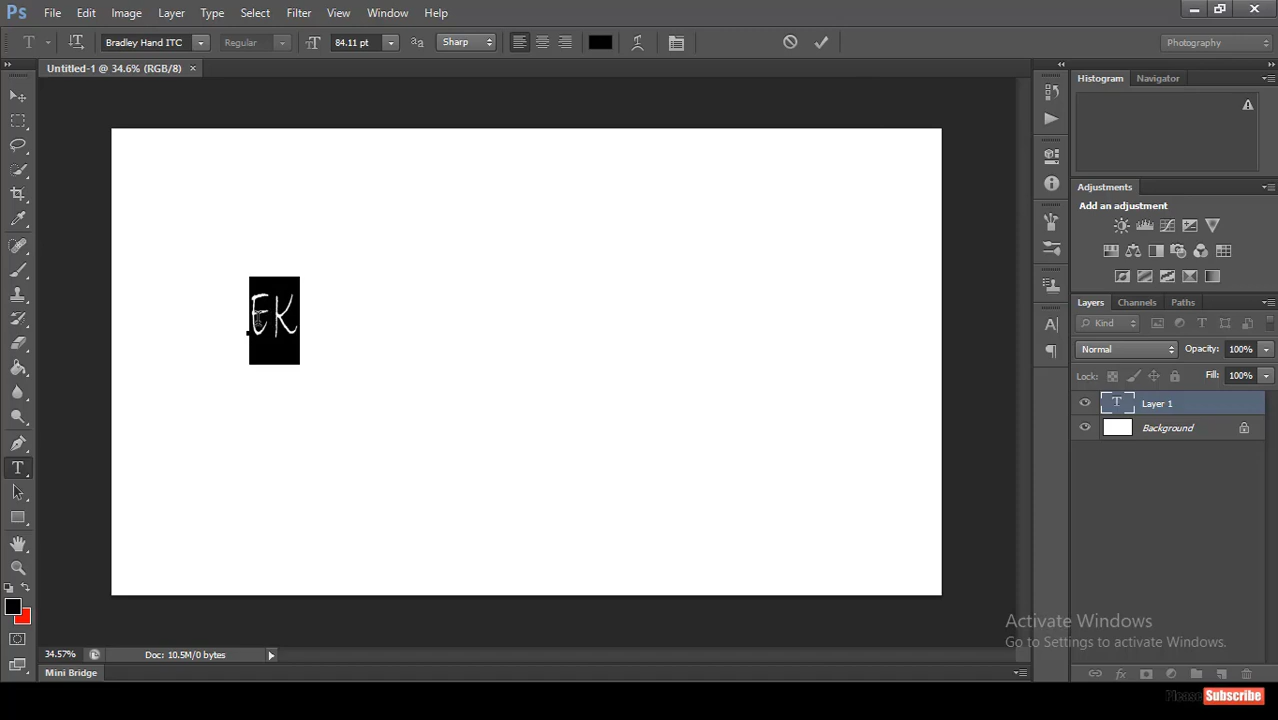 Ps File Edit Image Layer Type Select Filter View Window Help
T Bradley Hand ITC Regular 84.11 pt aa Sharp Photography
Untitled-1 @ 34.6% (RGB/8) ×
Histogram Navigator
Adjustments
Add an adjustment
EK
Layers Channels Paths
Kind
Normal Opacity: 100%
Lock: Fill: 100%
T Layer 1
Background
Activate Windows
Go to Settings to activate Windows.
34.57% Doc: 10.5M/0 bytes
Mini Bridge
Please Subscribe